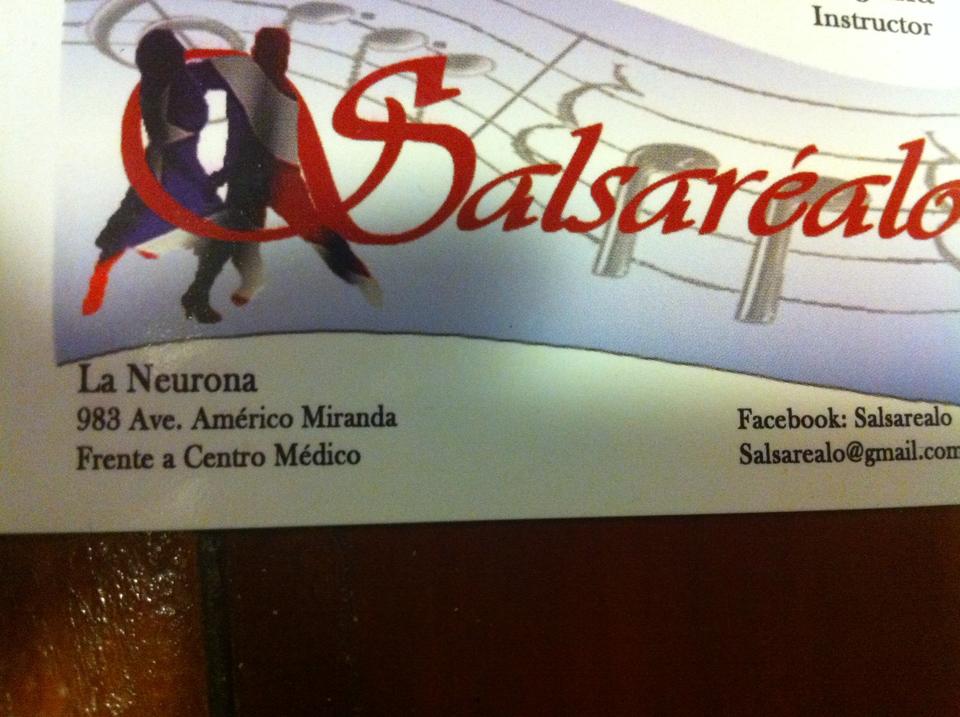 Instructor
Salsaréalo
La Neurona
983 Ave. Américo Miranda
Frente a Centro Médico
Facebook: Salsarealo
Salsarealo@gmail.com